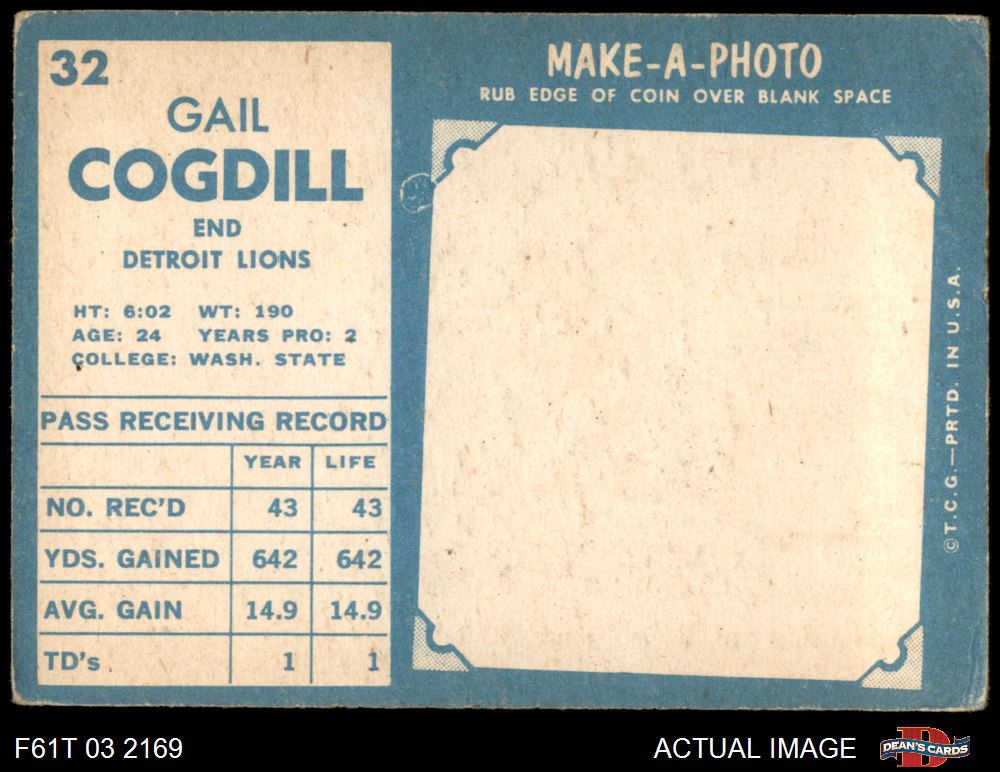 32
GAIL
COGDILL
END
DETROIT LIONS
HT: 6:02 WT: 190
AGE: 24 YEARS PRO: 2
COLLEGE: WASH. STATE
PASS RECEIVING RECORD
YEAR LIFE
NO. REC'D 43 43
YDS. GAINED 642 642
AVG. GAIN 14.9 14.9
TD's 1 1
MAKE-A-PHOTO
RUB EDGE OF COIN OVER BLANK SPACE
©T.C.G.—PRTD. IN U.S.A.
F61T 03 2169
ACTUAL IMAGE
D
DEAN'S CARDS